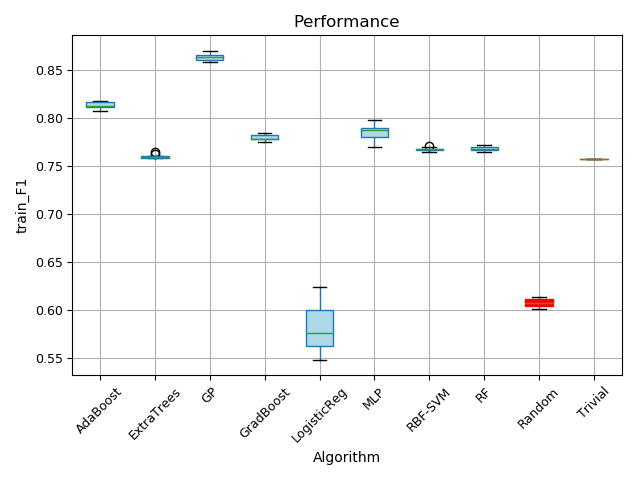 Performance
train_F1
0.85
0.80
0.75
0.70
0.65
0.60
0.55
AdaBoost
ExtraTrees
GP
GradBoost
LogisticReg
MLP
RBF-SVM
RF
Random
Trivial
Algorithm